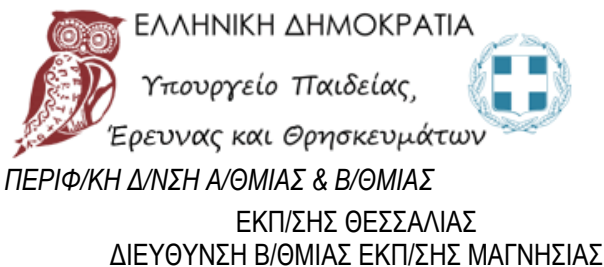 ΕΛΛΗΝΙΚΗ ΔΗΜΟΚΡΑΤΙΑ
Υπουργείο Παιδείας,
Έρευνας και Θρησκευμάτων
ΠΕΡΙΦ/ΚΗ Δ/ΝΣΗ Α/ΘΜΙΑΣ & Β/ΘΜΙΑΣ
ΕΚΠ/ΣΗΣ ΘΕΣΣΑΛΙΑΣ
ΔΙΕΥΘΥΝΣΗ Β/ΘΜΙΑΣ ΕΚΠ/ΣΗΣ ΜΑΓΝΗΣΙΑΣ